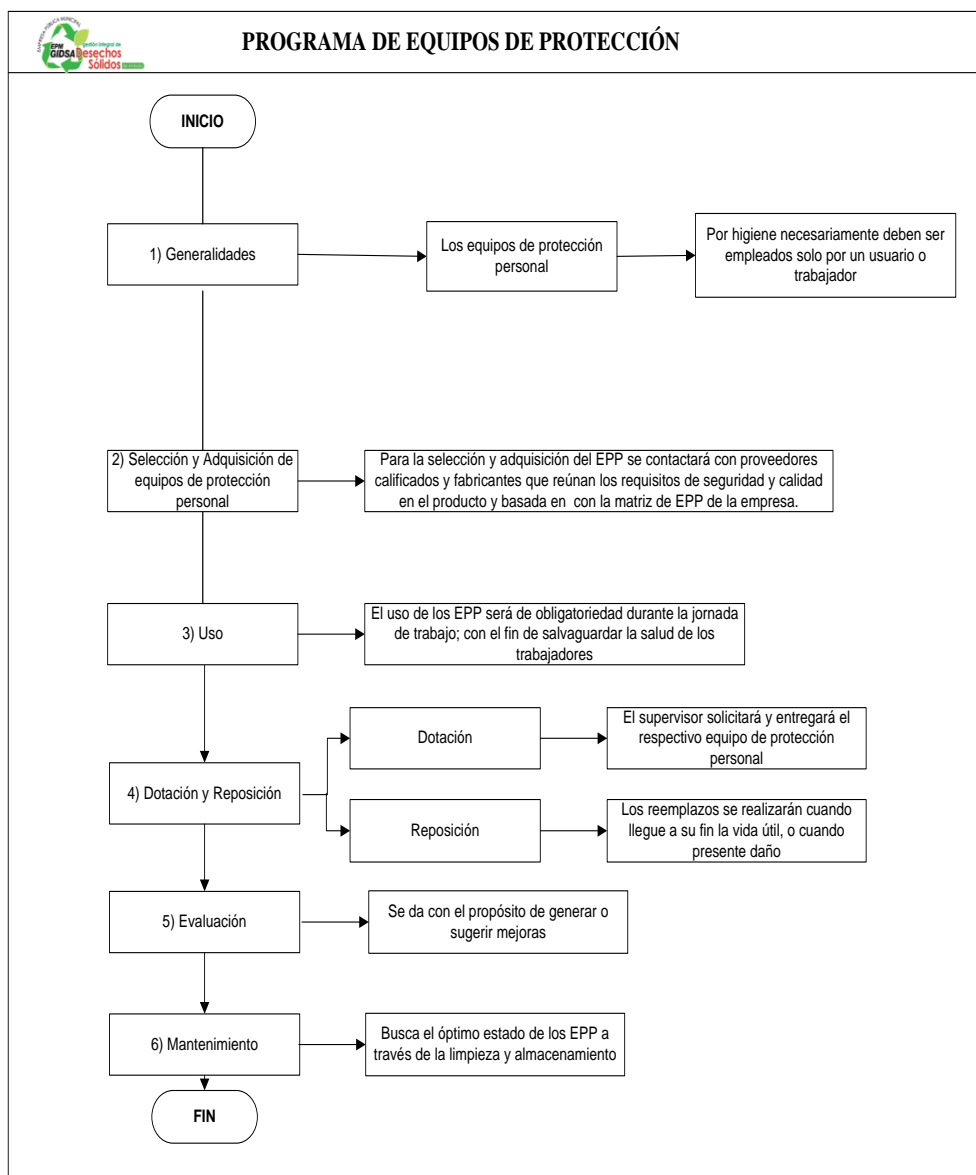 EMPRESA PÚBLICA MUNICIPAL
EPM
GIDSA
gestión integral de
Desechos
Sólidos
PROGRAMA DE EQUIPOS DE PROTECCIÓN
INICIO
1) Generalidades
Los equipos de protección
personal
Por higiene necesariamente deben ser
empleados solo por un usuario o
trabajador
2) Selección y Adquisición de
equipos de protección
personal
Para la selección y adquisición del EPP se contactará con proveedores
calificados y fabricantes que reúnan los requisitos de seguridad y calidad
en el producto y basada en  con la matriz de EPP de la empresa.
3) Uso
El uso de los EPP será de obligatoriedad durante la jornada
de trabajo; con el fin de salvaguardar la salud de los
trabajadores
4) Dotación y Reposición
Dotación
El supervisor solicitará y entregará el
respectivo equipo de protección
personal
Reposición
Los reemplazos se realizarán cuando
llegue a su fin la vida útil, o cuando
presente daño
5) Evaluación
Se da con el propósito de generar o
sugerir mejoras
6) Mantenimiento
Busca el óptimo estado de los EPP a
través de la limpieza y almacenamiento
FIN